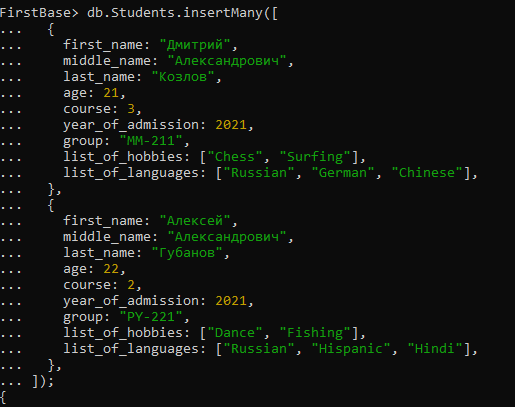 FirstBase> db.Students.insertMany([
...   {
...     first_name: "Дмитрий",
...     middle_name: "Александрович",
...     last_name: "Козлов",
...     age: 21,
...     course: 3,
...     year_of_admission: 2021,
...     group: "MM-211",
...     list_of_hobbies: ["Chess", "Surfing"],
...     list_of_languages: ["Russian", "German", "Chinese"],
...   },
...   {
...     first_name: "Алексей",
...     middle_name: "Александрович",
...     last_name: "Губанов",
...     age: 22,
...     course: 2,
...     year_of_admission: 2021,
...     group: "PY-221",
...     list_of_hobbies: ["Dance", "Fishing"],
...     list_of_languages: ["Russian", "Hispanic", "Hindi"],
...   },
... ]);
{